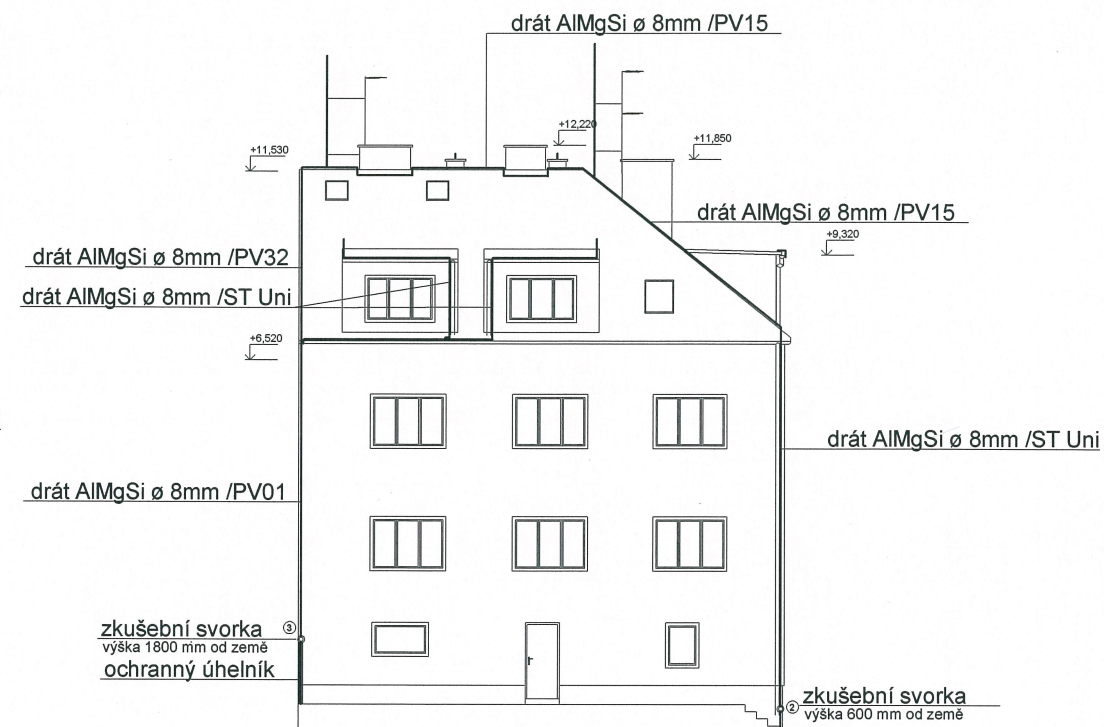 drát AlMgSi ø 8mm /PV15
+12,220
+11,530
+11,850
drát AlMgSi ø 8mm /PV15
+9,320
drát AlMgSi ø 8mm /PV32
drát AlMgSi ø 8mm /ST Uni
+6,520
drát AlMgSi ø 8mm /ST Uni
drát AlMgSi ø 8mm /PV01
zkušební svorka ③
výška 1800 mm od země
ochranný úhelník
② zkušební svorka
výška 600 mm od země